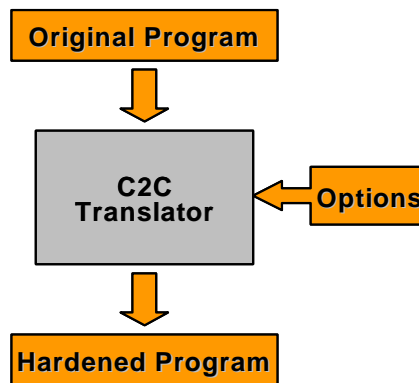 Original Program
C2C
Translator
Options
Hardened Program